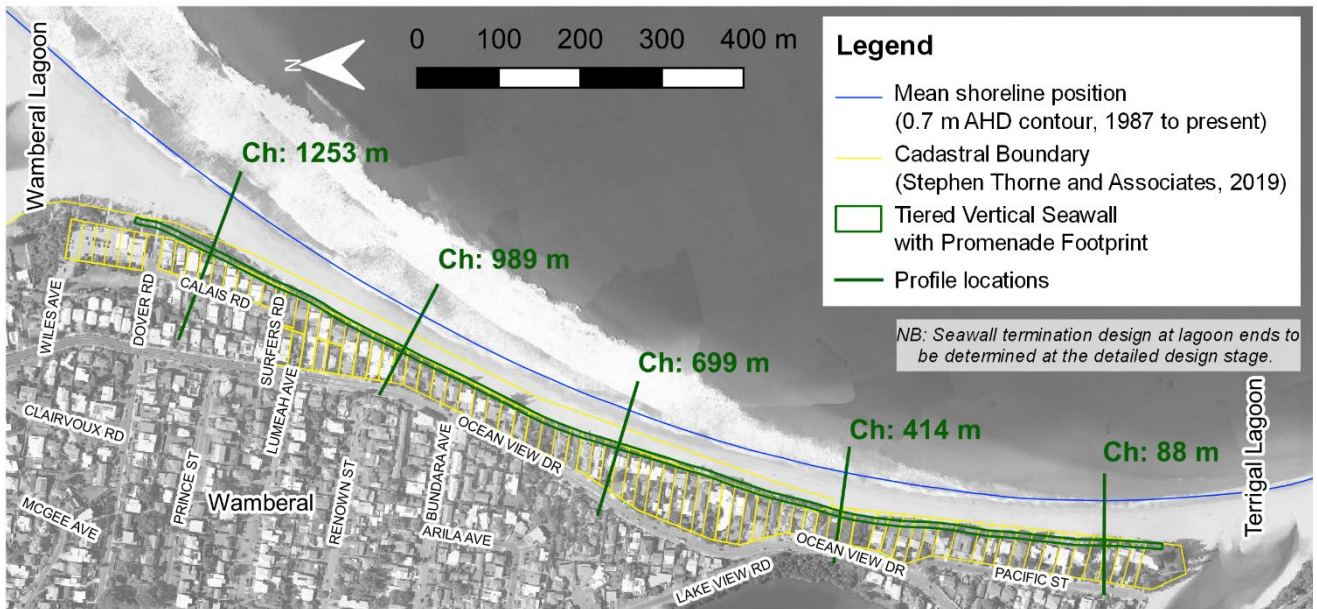 0 100 200 300 400 m
N
Legend
Mean shoreline position
(0.7 m AHD contour, 1987 to present)
Cadastral Boundary
(Stephen Thorne and Associates, 2019)
Tiered Vertical Seawall
with Promenade Footprint
Profile locations
NB: Seawall termination design at lagoon ends to
be determined at the detailed design stage.
Wamberal Lagoon
Ch: 1253 m
Ch: 989 m
Ch: 699 m
Ch: 414 m
Ch: 88 m
Terrigal Lagoon
WILES AVE
DOVER RD
CALAIS RD
SURFERS RD
LUMEAH AVE
CLAIRVOUX RD
PRINCE ST
MCGEE AVE
Wamberal
RENOWN ST
BUNDARA AVE
OCEAN VIEW DR
ARILA AVE
LAKE VIEW RD
OCEAN VIEW DR
PACIFIC ST